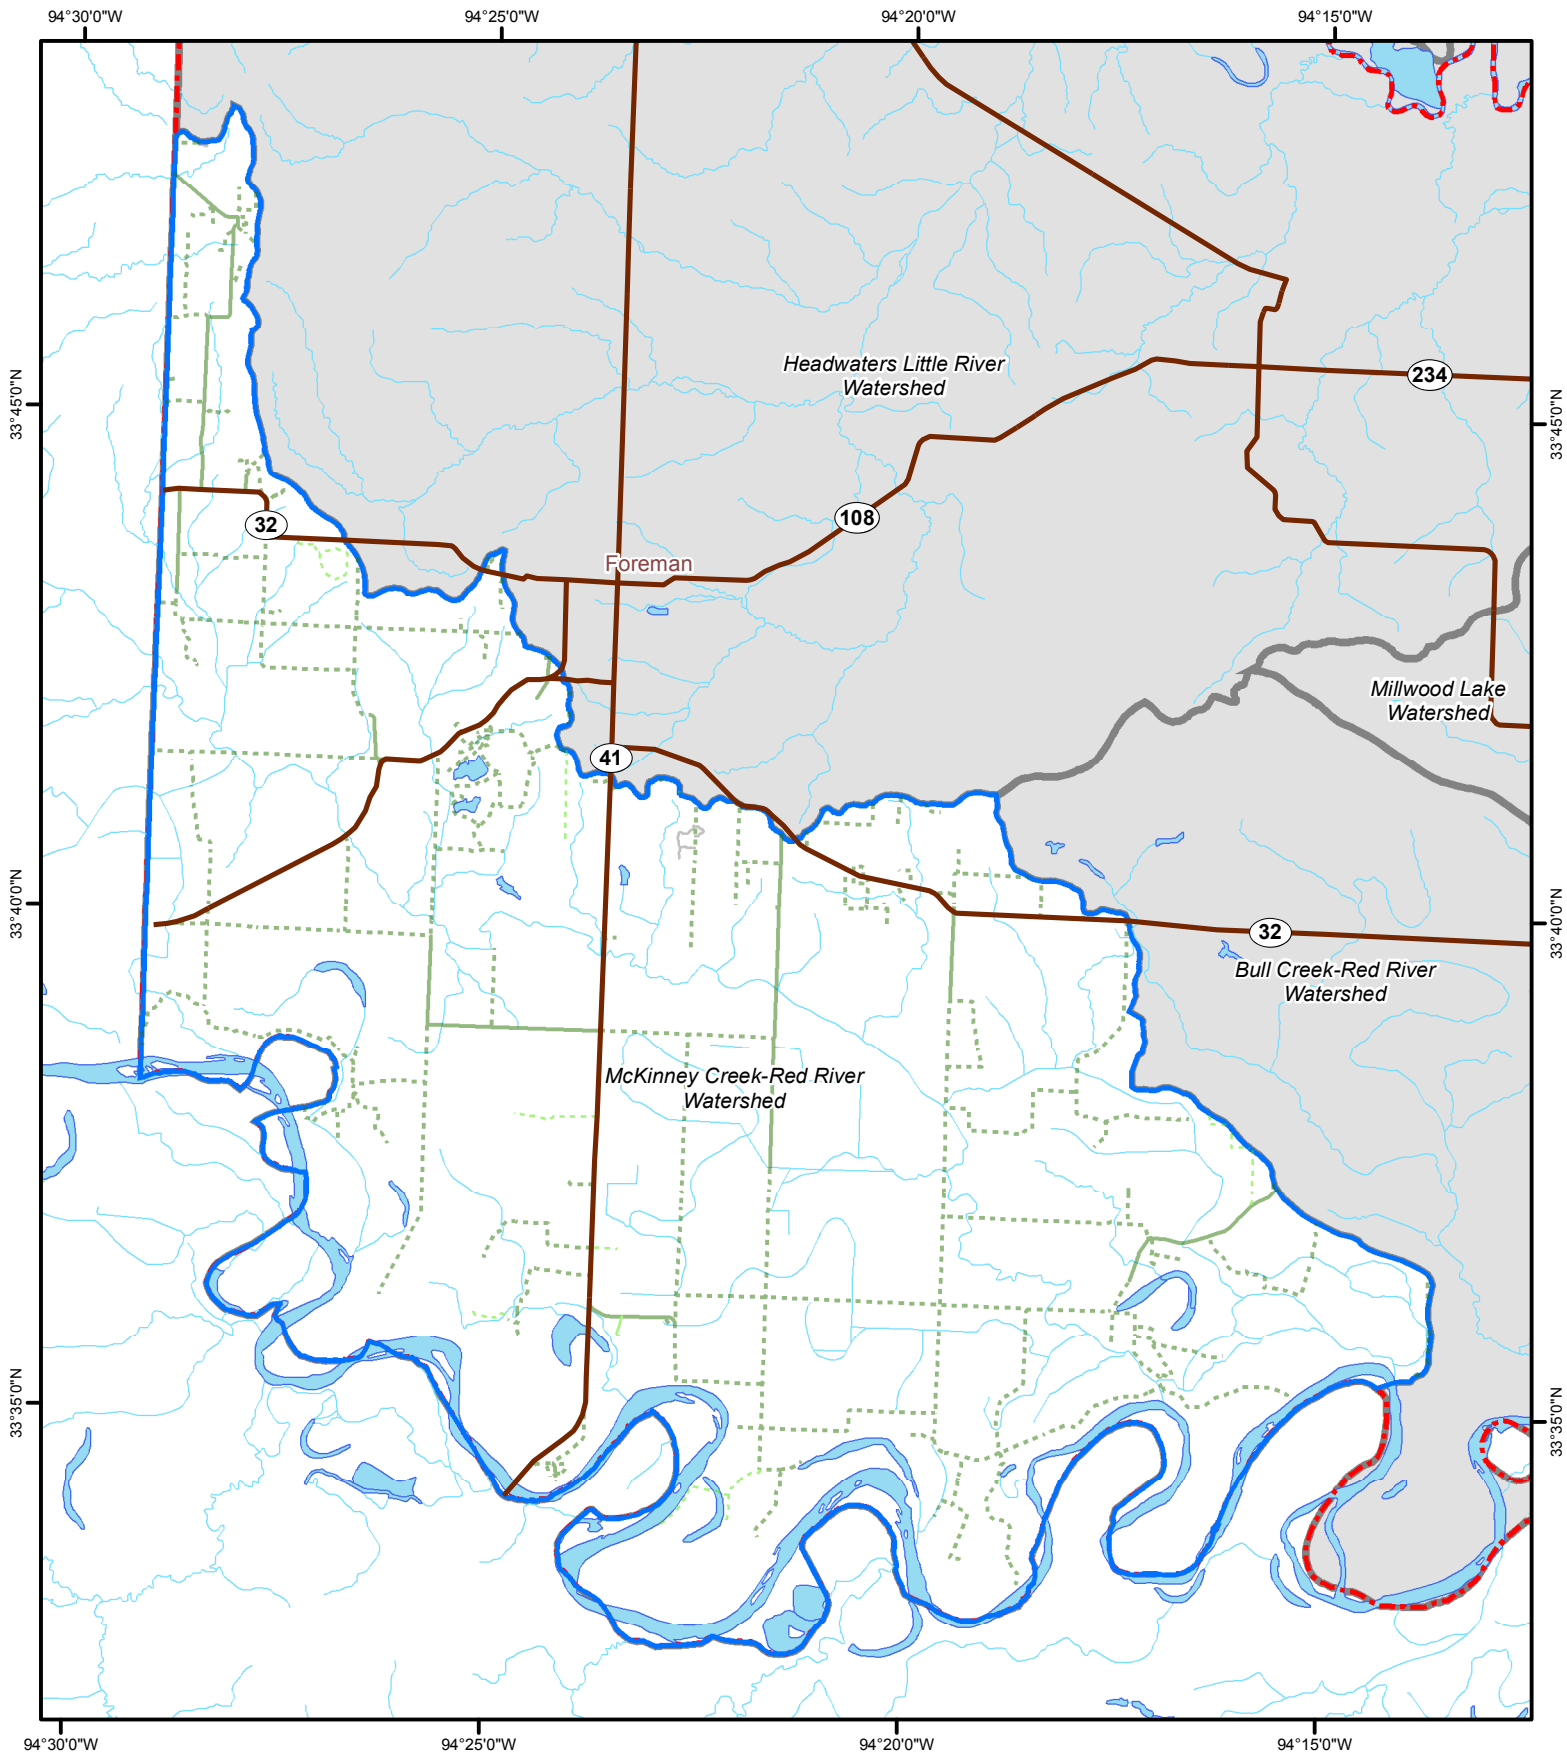 94°30'0"W
94°25'0"W
94°20'0"W
94°15'0"W
33°45'0"N
33°45'0"N
Headwaters Little River
Watershed
234
108
32
Foreman
Millwood Lake
Watershed
41
33°40'0"N
33°40'0"N
32
Bull Creek-Red River
Watershed
McKinney Creek-Red River
Watershed
33°35'0"N
33°35'0"N
94°30'0"W
94°25'0"W
94°20'0"W
94°15'0"W